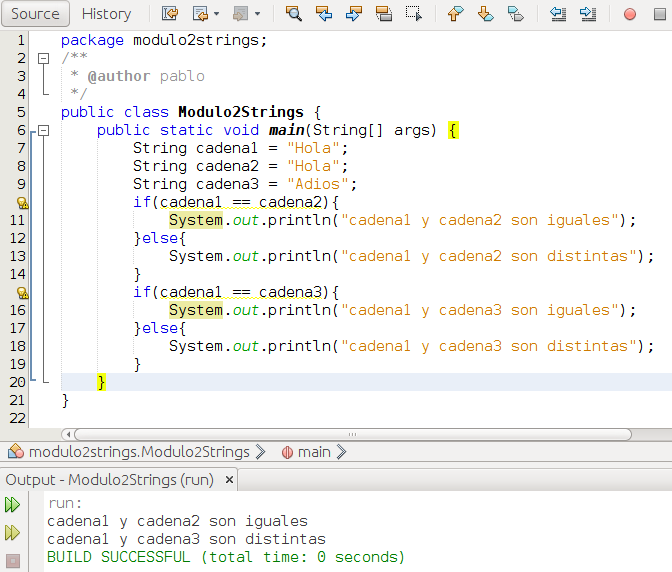 Source History
1 package modulo2strings;
2 /**
3 * @author pablo
4 */
5 public class Modulo2Strings {
6 public static void main(String[] args) {
7 String cadena1 = "Hola";
8 String cadena2 = "Hola";
9 String cadena3 = "Adios";
if(cadena1 == cadena2){
11 System.out.println("cadena1 y cadena2 son iguales");
12 }else{
13 System.out.println("cadena1 y cadena2 son distintas");
14 }
if(cadena1 == cadena3){
16 System.out.println("cadena1 y cadena3 son iguales");
17 }else{
18 System.out.println("cadena1 y cadena3 son distintas");
19 }
20 }
21 }
22
modulo2strings.Modulo2Strings main
Output - Modulo2Strings (run) ×
run:
cadena1 y cadena2 son iguales
cadena1 y cadena3 son distintas
BUILD SUCCESSFUL (total time: 0 seconds)